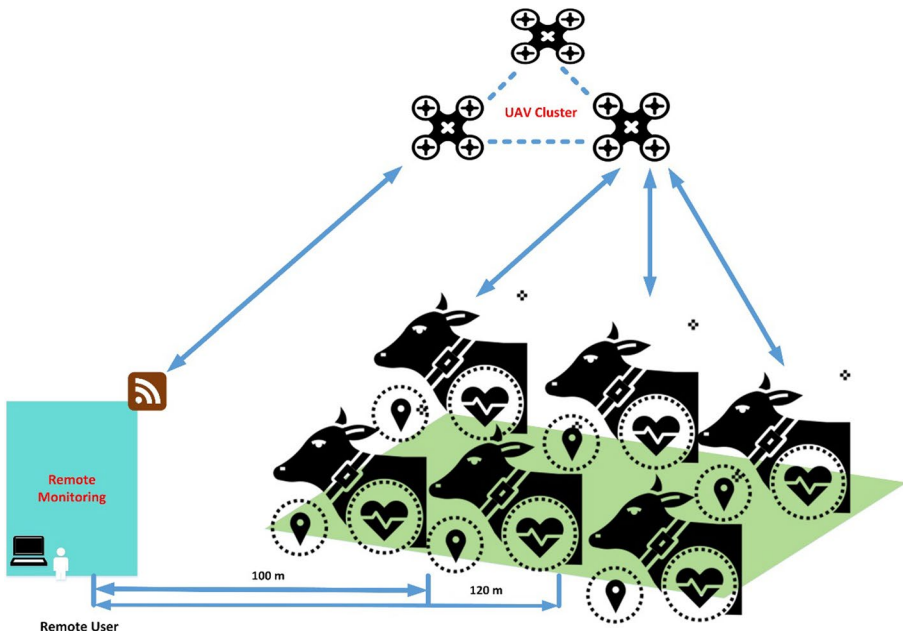 UAV Cluster
Remote
Monitoring
100 m
120 m
Remote User